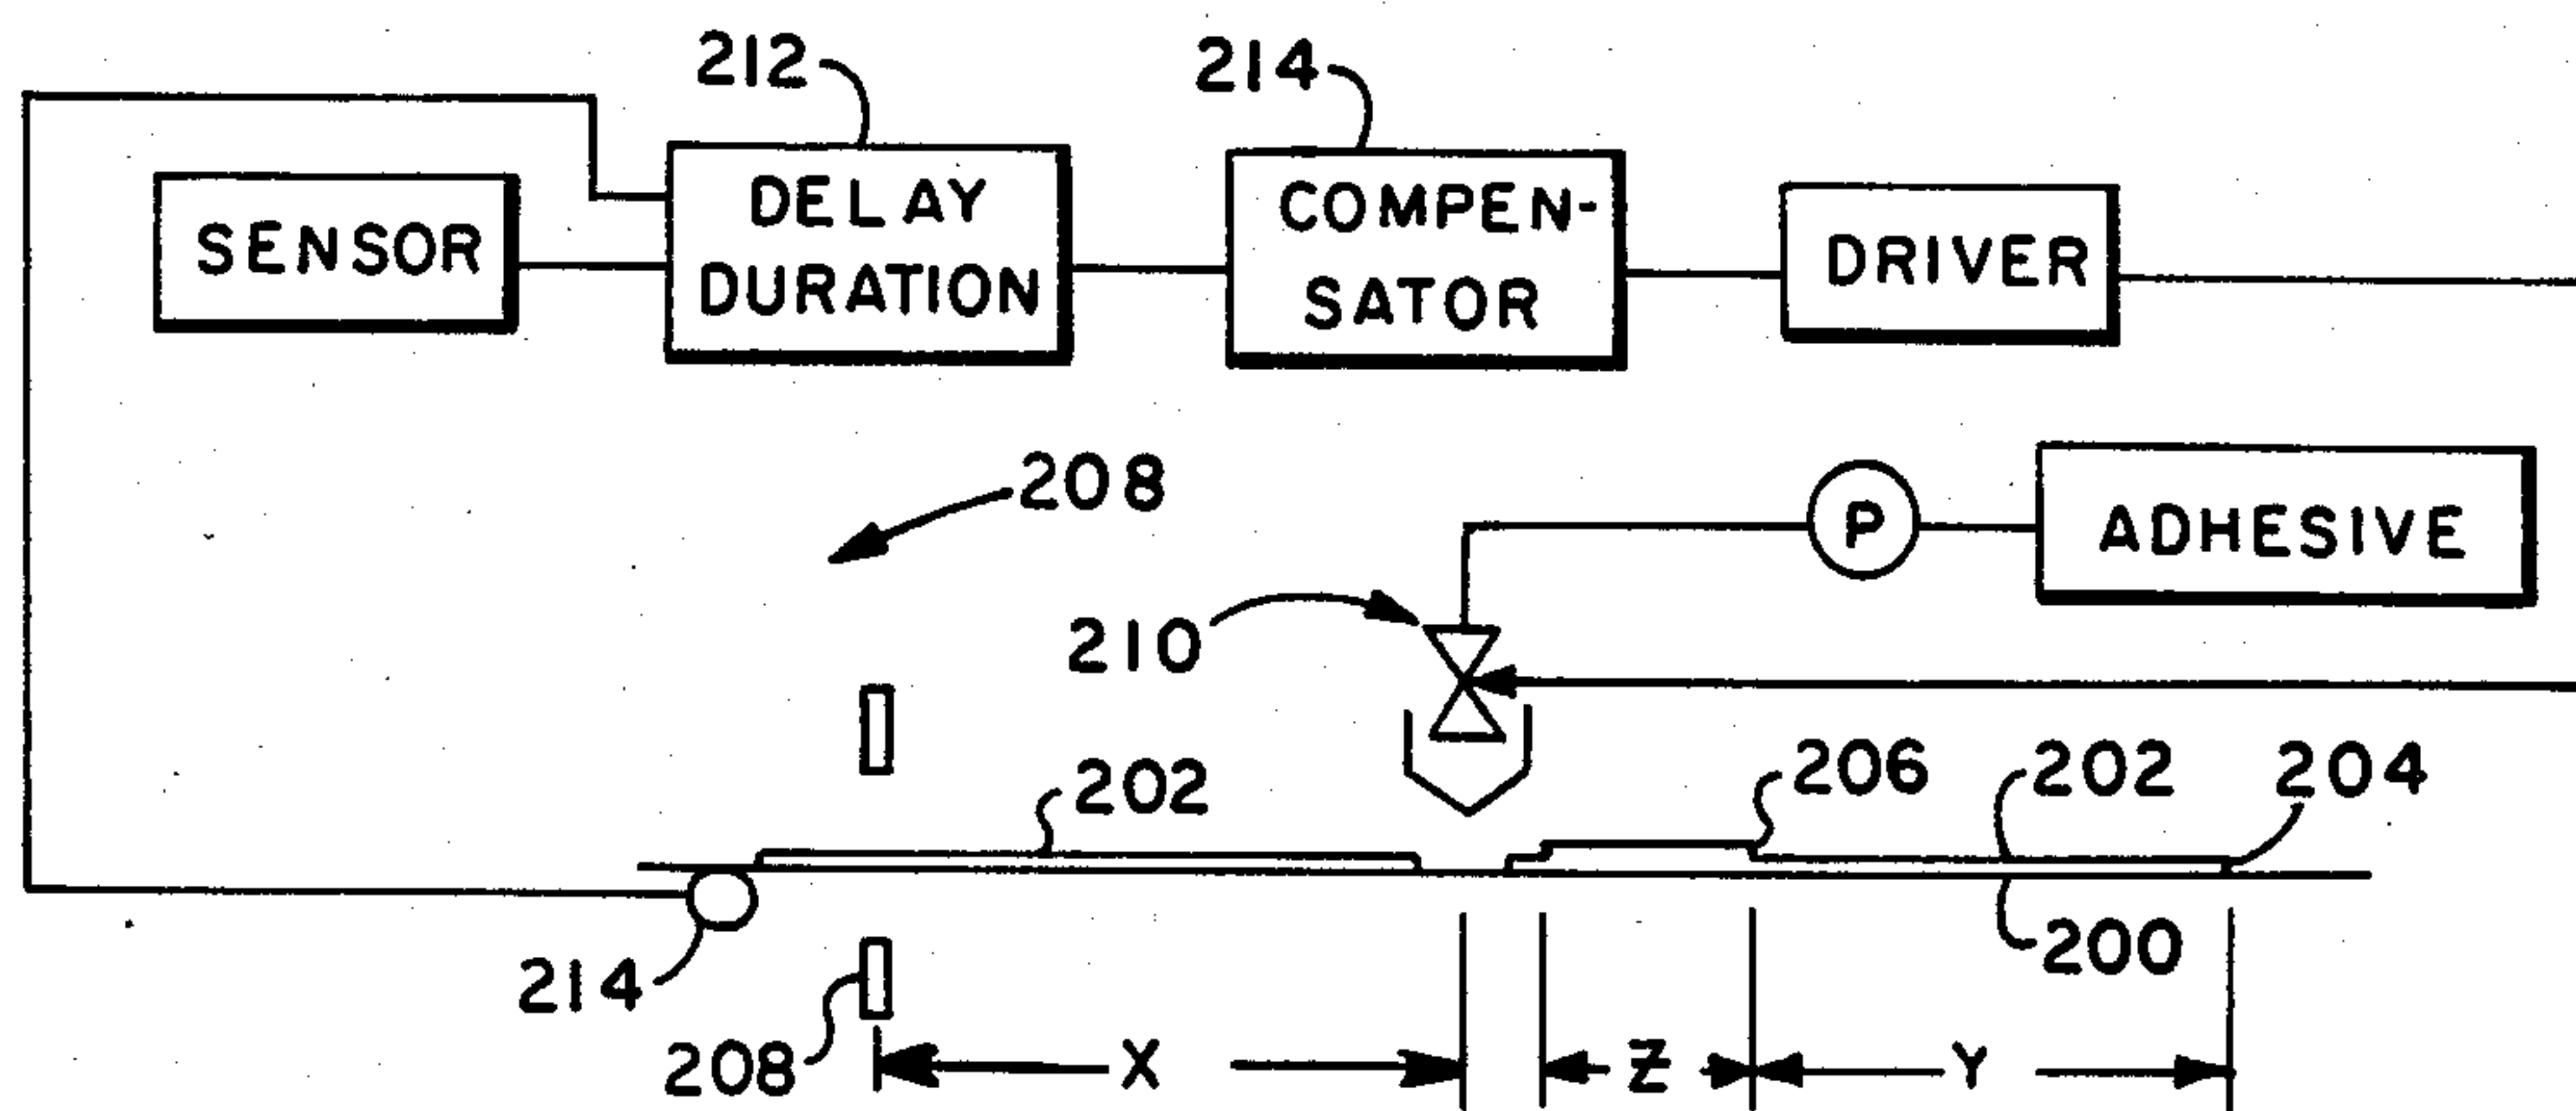 212
214
SENSOR
DELAY
DURATION
COMPEN-
SATOR
DRIVER
208
P
ADHESIVE
210
202
206
202
204
214
200
208
X
Z
Y